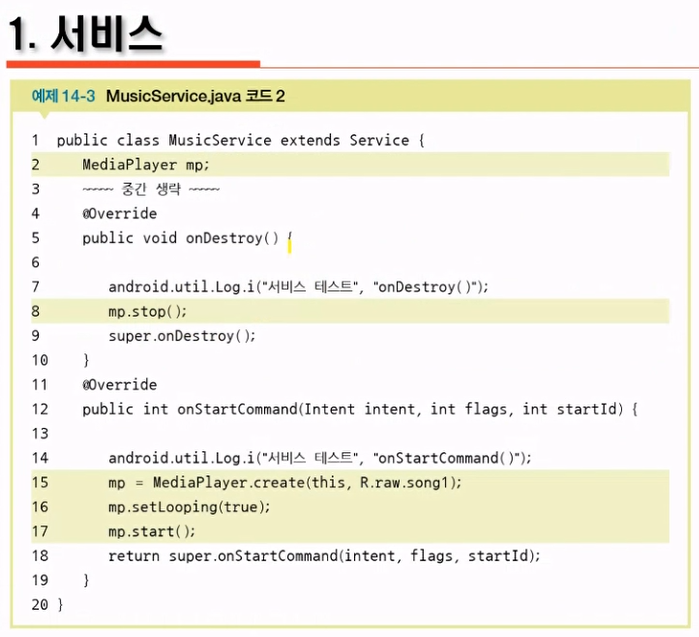 1. 서비스
예제 14-3 MusicService.java 코드 2
1 public class MusicService extends Service {
2 MediaPlayer mp;
3 ~~~~ 중간 생략 ~~~~
4 @Override
5 public void onDestroy() {
6
7 android.util.Log.i("서비스 테스트", "onDestroy()");
8 mp.stop();
9 super.onDestroy();
10 }
11 @Override
12 public int onStartCommand(Intent intent, int flags, int startId) {
13
14 android.util.Log.i("서비스 테스트", "onStartCommand()");
15 mp = MediaPlayer.create(this, R.raw.song1);
16 mp.setLooping(true);
17 mp.start();
18 return super.onStartCommand(intent, flags, startId);
19 }
20 }